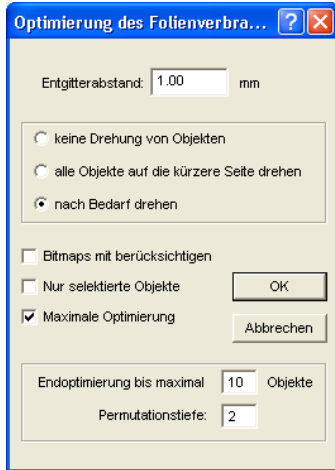 Optimierung des Folienverbra...
Entgitterabstand: 1.00 mm
keine Drehung von Objekten
alle Objekte auf die kürzere Seite drehen
nach Bedarf drehen
Bitmaps mit berücksichtigen
Nur selektierte Objekte
OK
Maximale Optimierung
Abbrechen
Endoptimierung bis maximal 10 Objekte
Permutationstiefe: 2